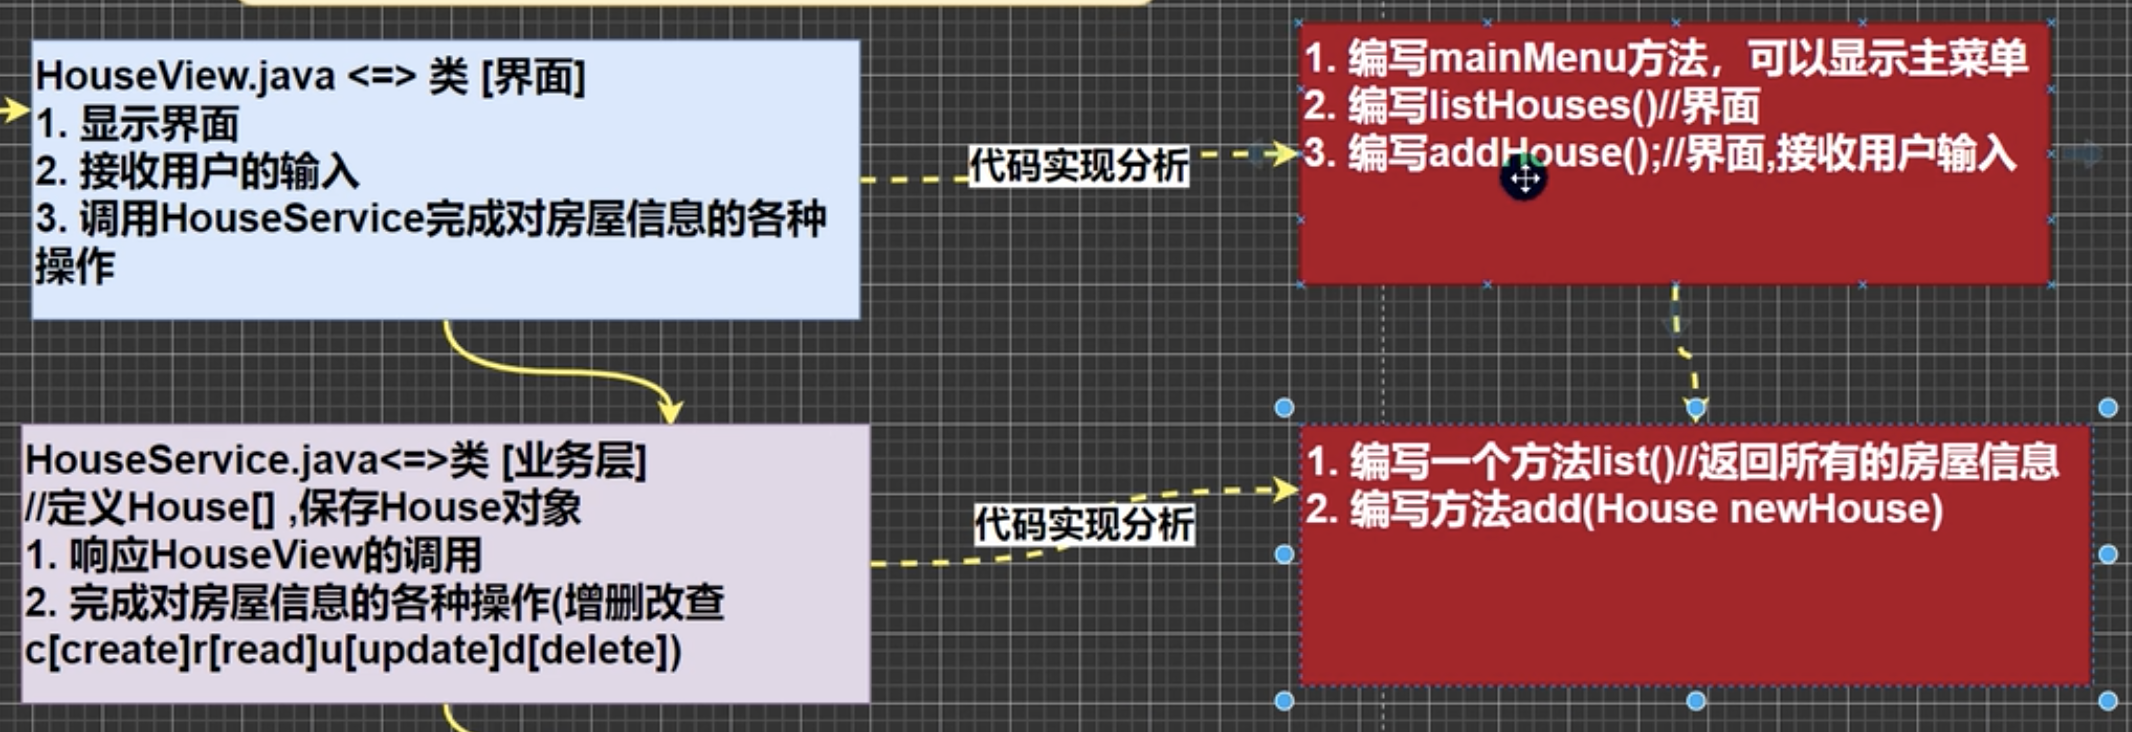 HouseView.java <=> 类 [界面]
1. 显示界面
2. 接收用户的输入
3. 调用HouseService完成对房屋信息的各种
操作
代码实现分析
1. 编写mainMenu方法，可以显示主菜单
2. 编写listHouses()//界面
3. 编写addHouse();//界面,接收用户输入
HouseService.java<=>类 [业务层]
//定义House[] ,保存House对象
1. 响应HouseView的调用
2. 完成对房屋信息的各种操作(增删改查
c[create]r[read]u[update]d[delete])
代码实现分析
1. 编写一个方法list()//返回所有的房屋信息
2. 编写方法add(House newHouse)